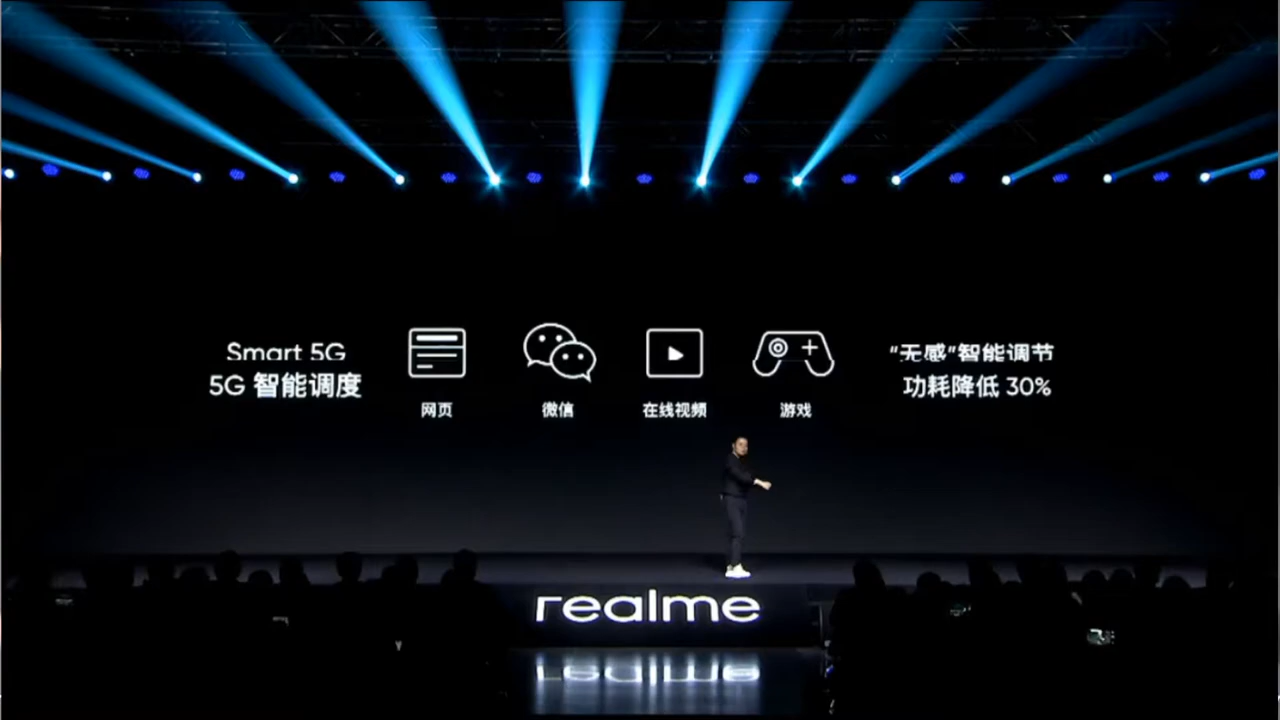 Smart 5G
5G 智能调度
网页
微信
在线视频
游戏
“无感”智能调节
功耗降低 30%
realme